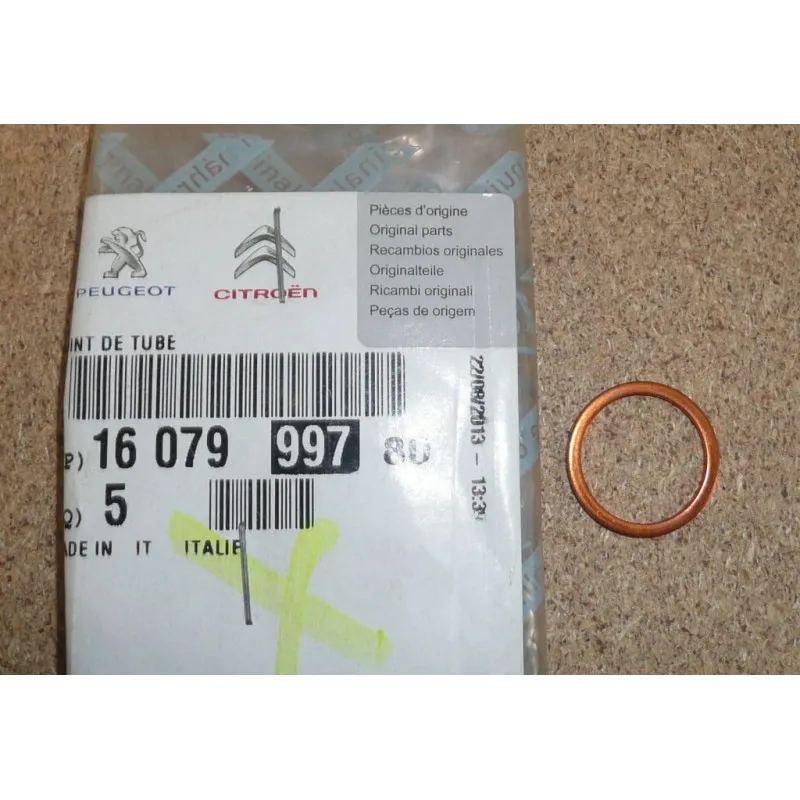 PEUGEOT
CITROËN
Pièces d'origine
Original parts
Recambios originales
Originalteile
Ricambi originali
Peças de origem
INT DE TUBE
P) 16 079 997 80
22/08/2013 - 13:39
Q) 5
ADE IN IT ITALIE